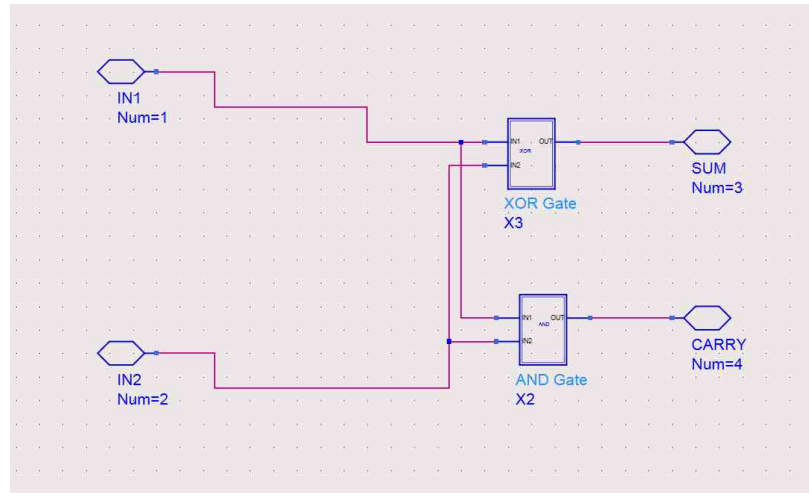 IN1
Num=1
IN1
OUT
XOR
IN2
XOR Gate
X3
SUM
Num=3
IN2
Num=2
IN1
OUT
AND
IN2
AND Gate
X2
CARRY
Num=4